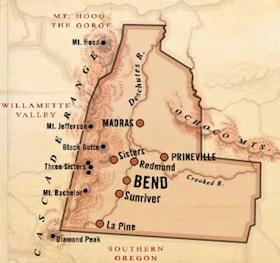 MT. HOOD
THE GORGE
Mt. Hood
CASCADE RANGE
Deschutes R.
WILLAMETTE
VALLEY
Mt. Jefferson
MADRAS
OCHOCO MTS.
Black Butte
Sisters
PRINEVILLE
Three Sisters
Redmond
BEND
Crooked R.
Mt. Bachelor
Sunriver
La Pine
Diamond Peak
SOUTHERN
OREGON